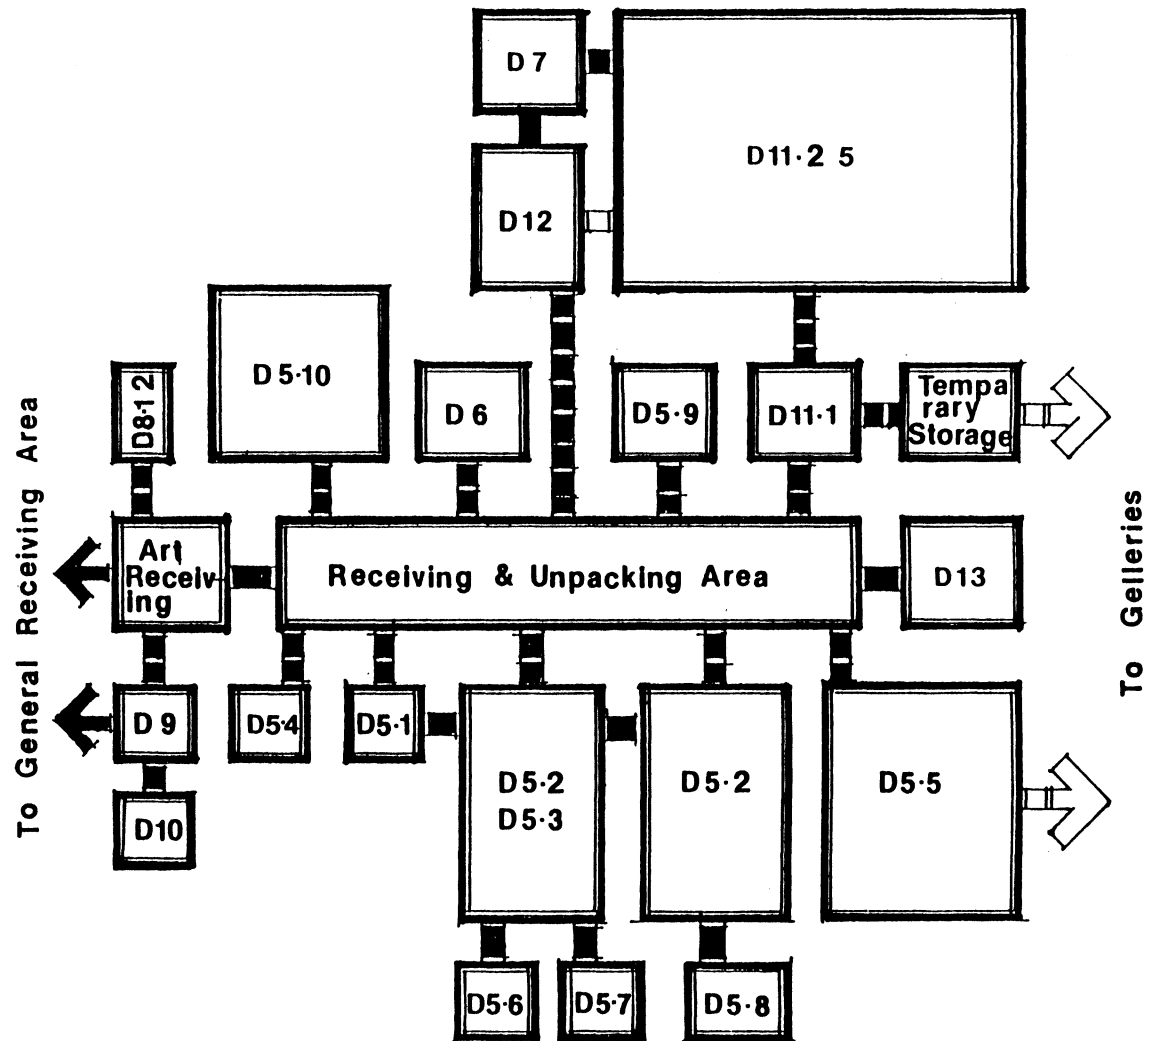 D 7
D11·2 5
D12
D8·1 2
D 5·10
D 6
D5·9
D11·1
Tempa
rary
Storage
To General Receiving Area
Art
Receiv-
ing
Receiving & Unpacking Area
D13
To Gelleries
D 9
D5·4
D5·1
D5·2
D5·3
D5·2
D5·5
D10
D5·6
D5·7
D5·8